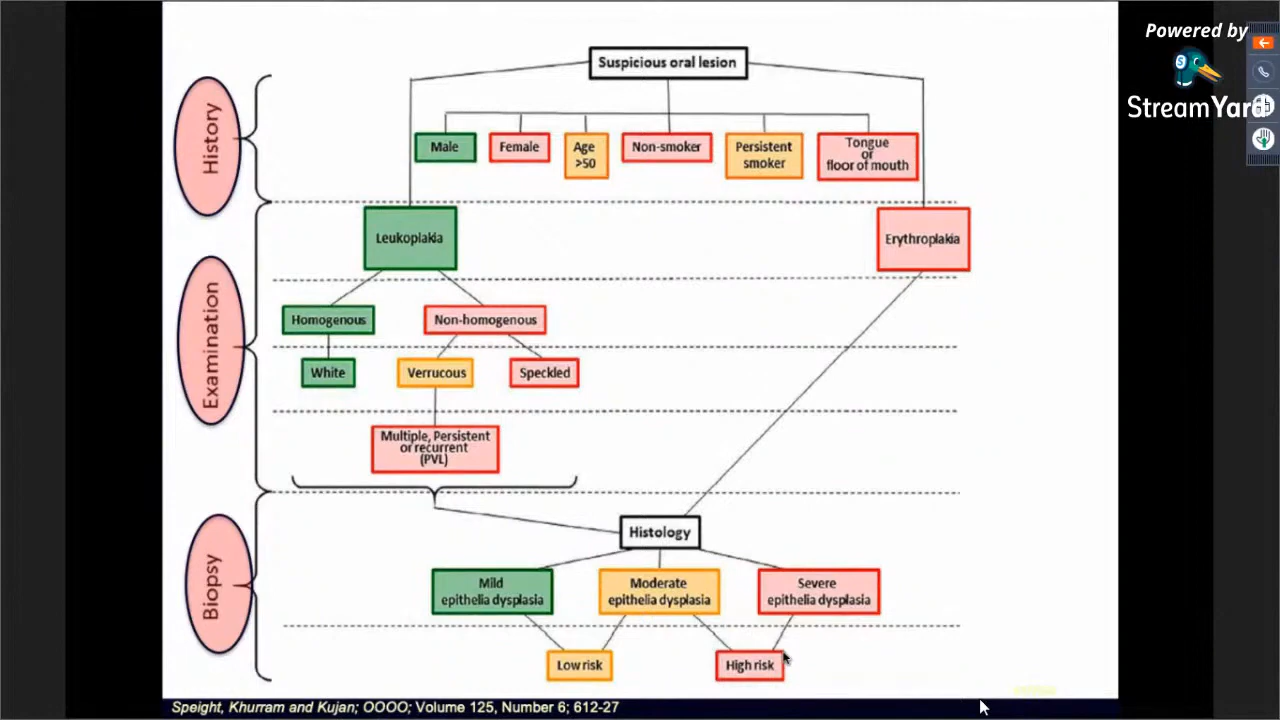 Powered by
StreamYard
Suspicious oral lesion
History
Male
Female
Age
>50
Non-smoker
Persistent
smoker
Tongue
or
floor of mouth
Leukoplakia
Erythroplakia
Examination
Homogenous
Non-homogenous
White
Verrucous
Speckled
Multiple, Persistent
or recurrent
(PVL)
Biopsy
Histology
Mild
epithelia dysplasia
Moderate
epithelia dysplasia
Severe
epithelia dysplasia
Low risk
High risk
Speight, Khurram and Kujan; OOOO; Volume 125, Number 6; 612-27